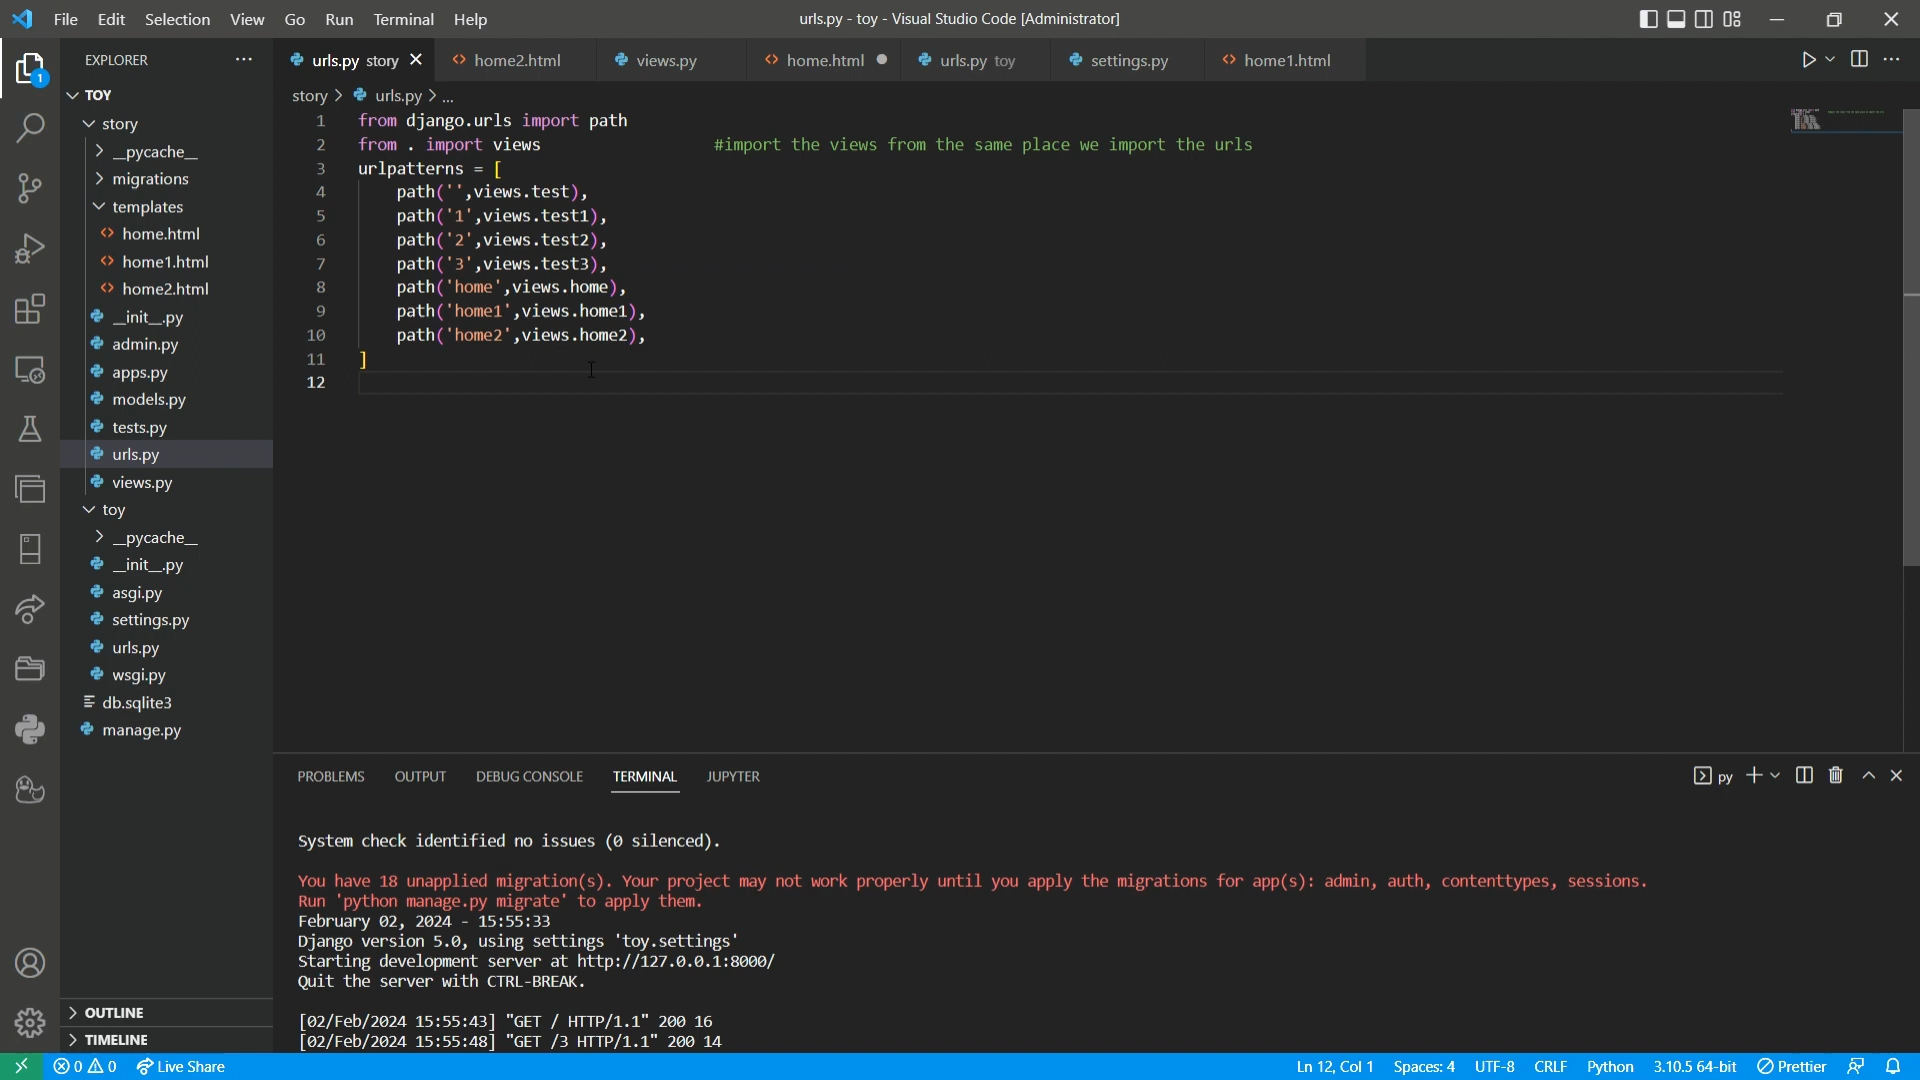 File Edit Selection View Go Run Terminal Help
urls.py - toy - Visual Studio Code [Administrator]
EXPLORER
urls.py story
home2.html
views.py
home.html
urls.py toy
settings.py
home1.html
TOY
story
__pycache__
migrations
templates
home.html
home1.html
home2.html
__init__.py
admin.py
apps.py
models.py
tests.py
urls.py
views.py
toy
__pycache__
__init__.py
asgi.py
settings.py
urls.py
wsgi.py
db.sqlite3
manage.py
OUTLINE
TIMELINE
1
story > urls.py > ...
1 from django.urls import path
2 from . import views #import the views from the same place we import the urls
3 urlpatterns = [
4 path('',views.test),
5 path('1',views.test1),
6 path('2',views.test2),
7 path('3',views.test3),
8 path('home',views.home),
9 path('home1',views.home1),
10 path('home2',views.home2),
11 ]
12
PROBLEMS OUTPUT DEBUG CONSOLE TERMINAL JUPYTER
py
System check identified no issues (0 silenced).
You have 18 unapplied migration(s). Your project may not work properly until you apply the migrations for app(s): admin, auth, contenttypes, sessions.
Run 'python manage.py migrate' to apply them.
February 02, 2024 - 15:55:33
Django version 5.0, using settings 'toy.settings'
Starting development server at http://127.0.0.1:8000/
Quit the server with CTRL-BREAK.
[02/Feb/2024 15:55:43] "GET / HTTP/1.1" 200 16
[02/Feb/2024 15:55:48] "GET /3 HTTP/1.1" 200 14
0 0 Live Share
Ln 12, Col 1 Spaces: 4 UTF-8 CRLF Python 3.10.5 64-bit Prettier